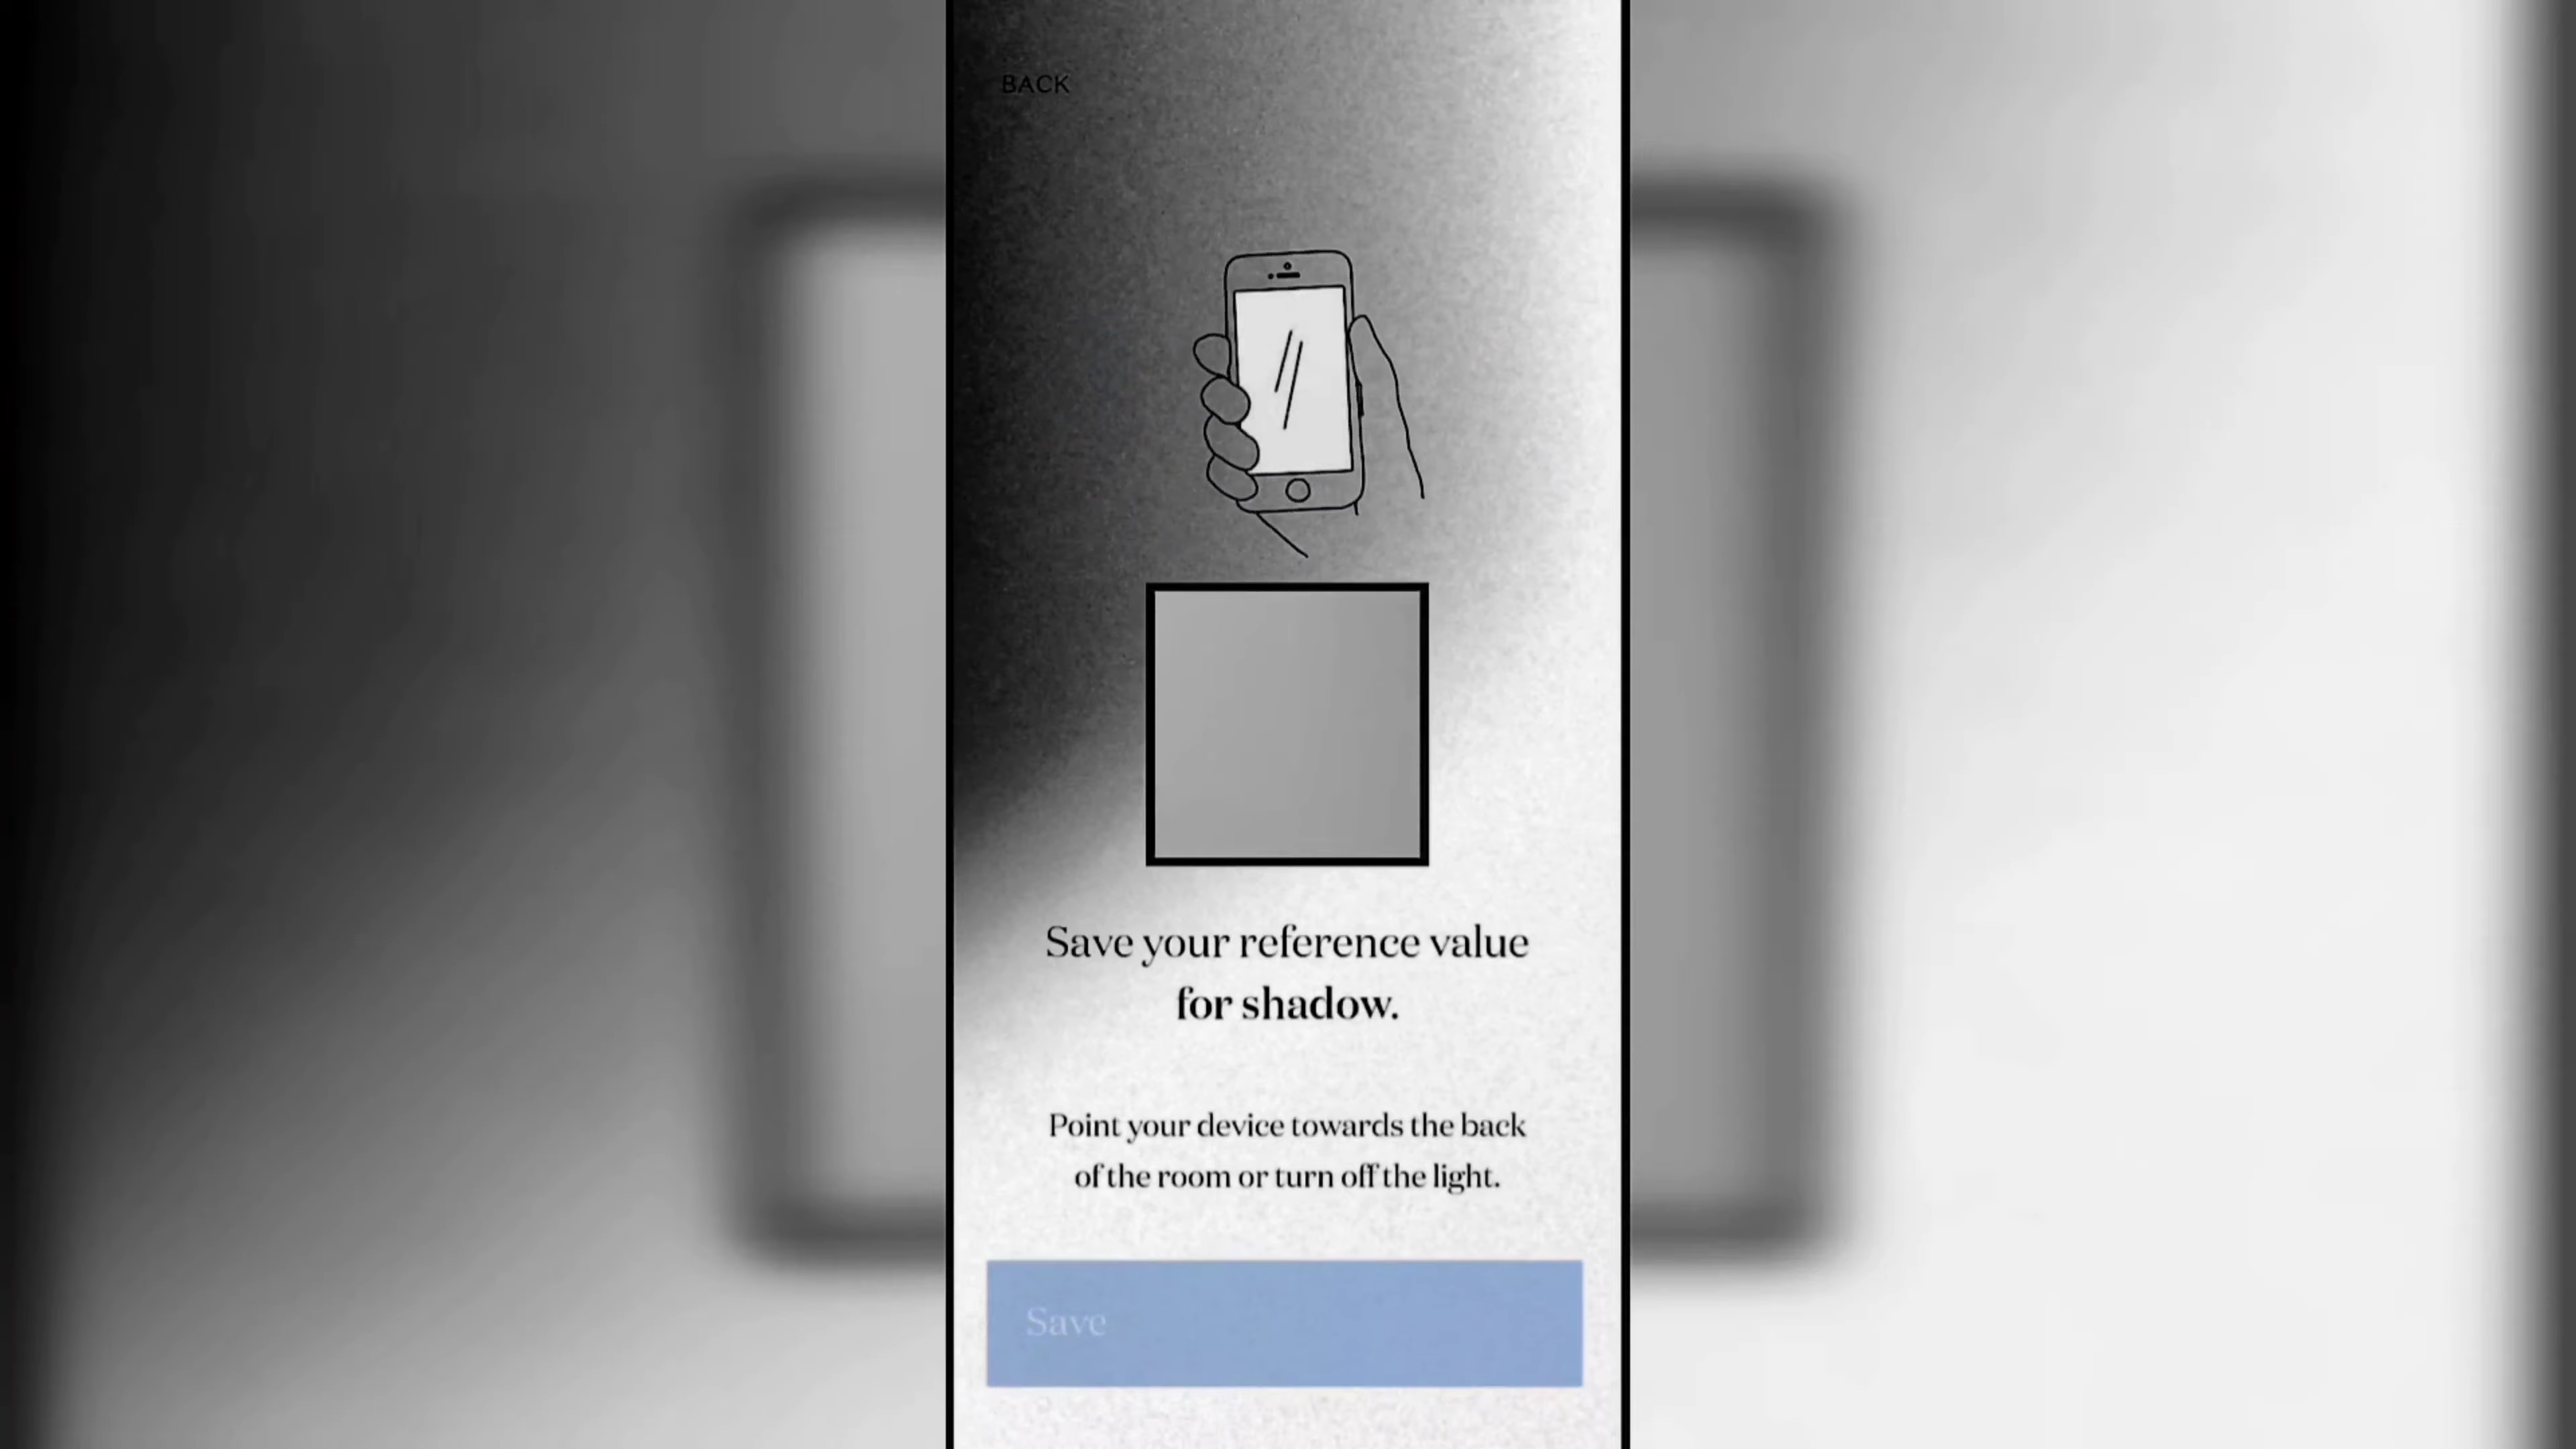 BACK
Save your reference value
for shadow.
Point your device towards the back
of the room or turn off the light.
Save